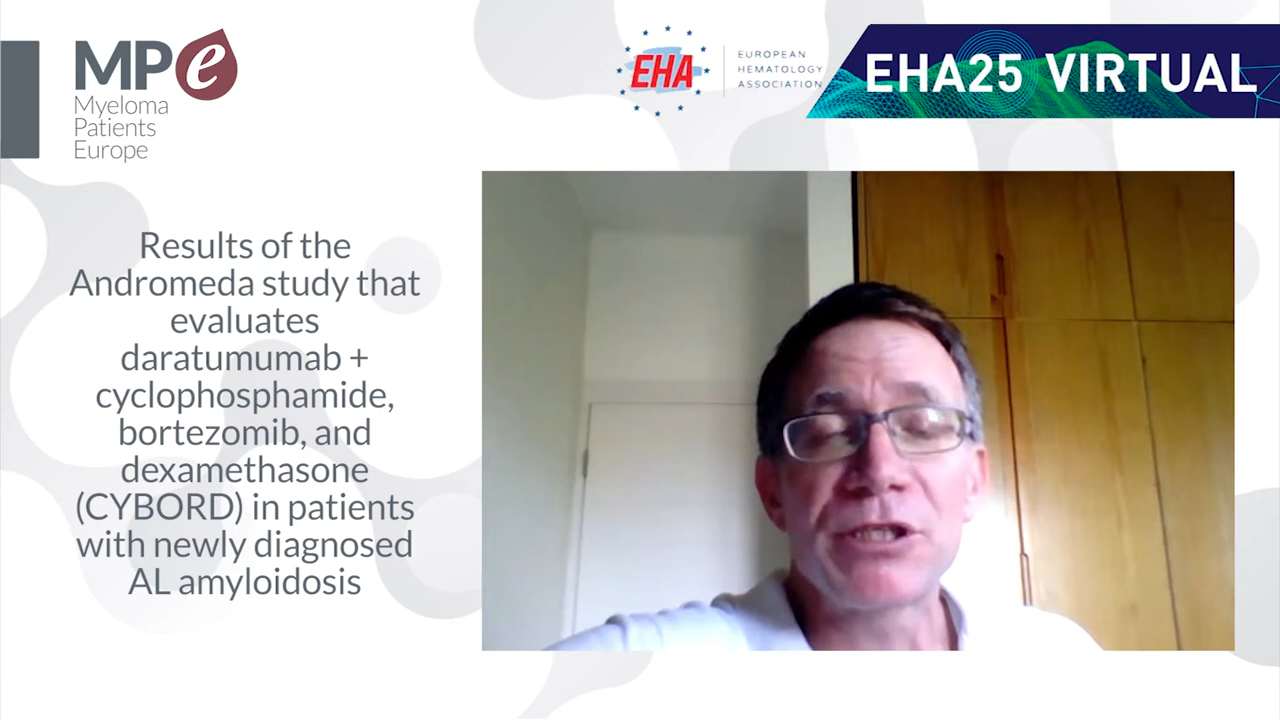 MPe
Myeloma
Patients
Europe
EHA
EUROPEAN
HEMATOLOGY
ASSOCIATION
EHA25 VIRTUAL
Results of the
Andromeda study that
evaluates
daratumumab +
cyclophosphamide,
bortezomib, and
dexamethasone
(CYBORD) in patients
with newly diagnosed
AL amyloidosis